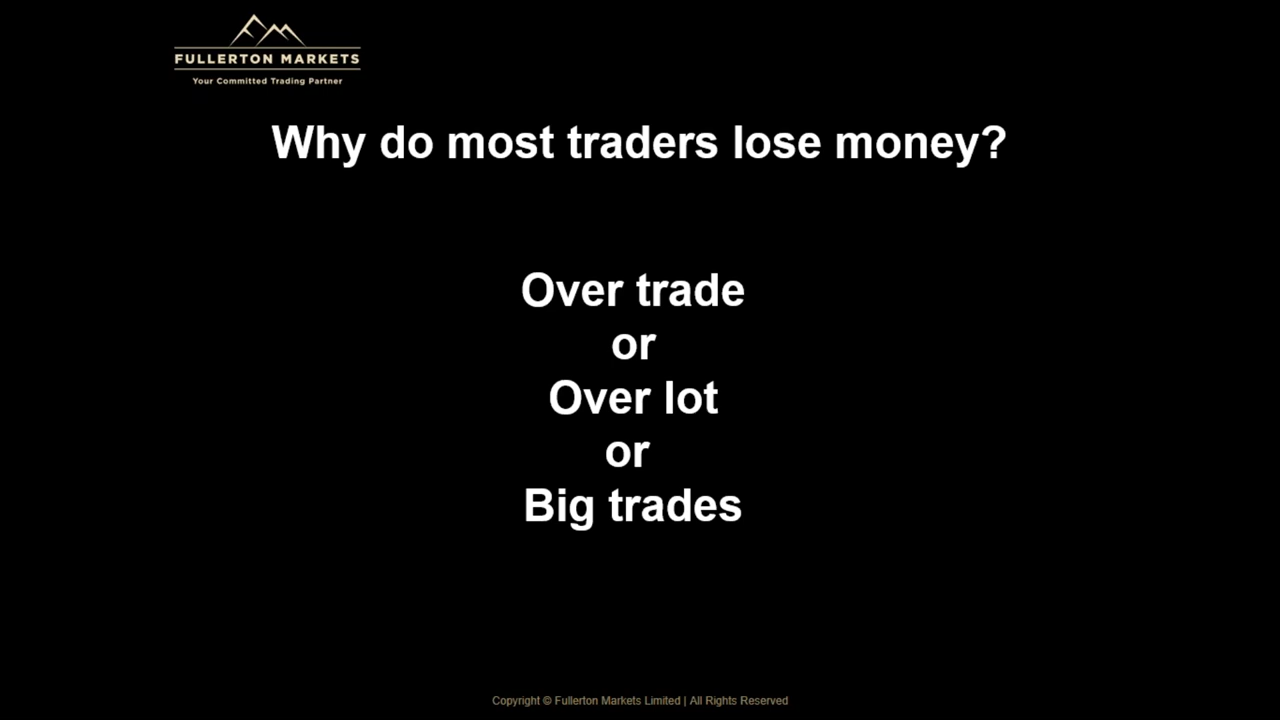 FULLERTON MARKETS
Your Committed Trading Partner
Why do most traders lose money?
Over trade
or
Over lot
or
Big trades
Copyright © Fullerton Markets Limited | All Rights Reserved